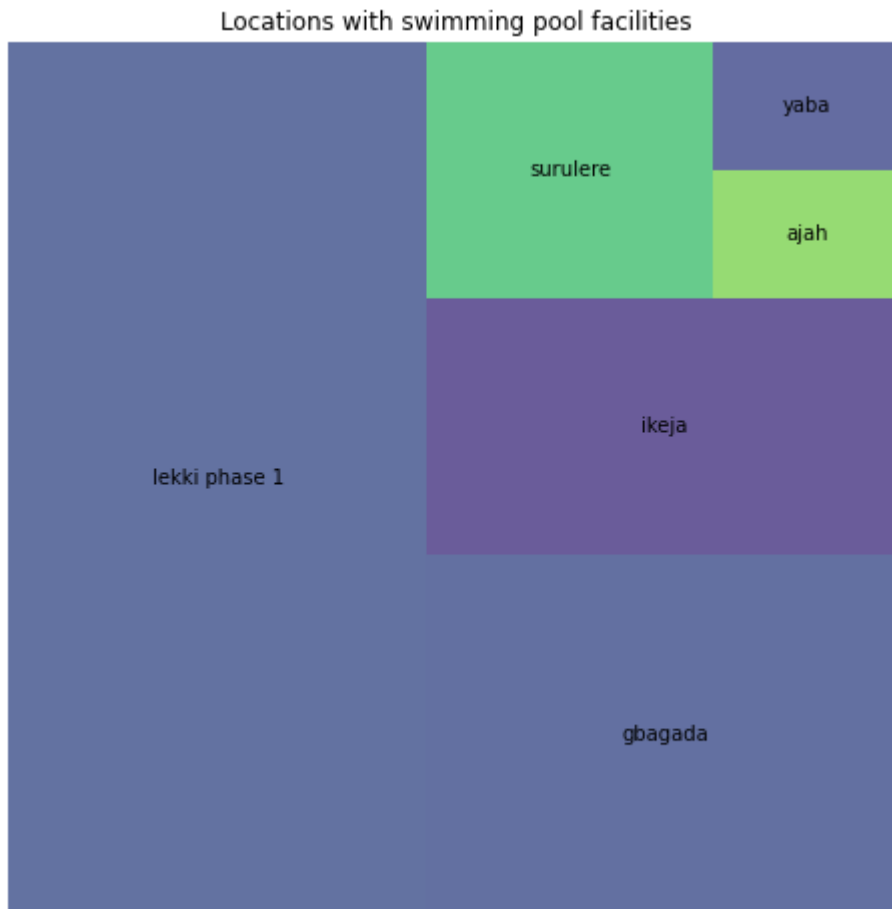 Locations with swimming pool facilities
yaba
surulere
ajah
ikeja
lekki phase 1
gbagada